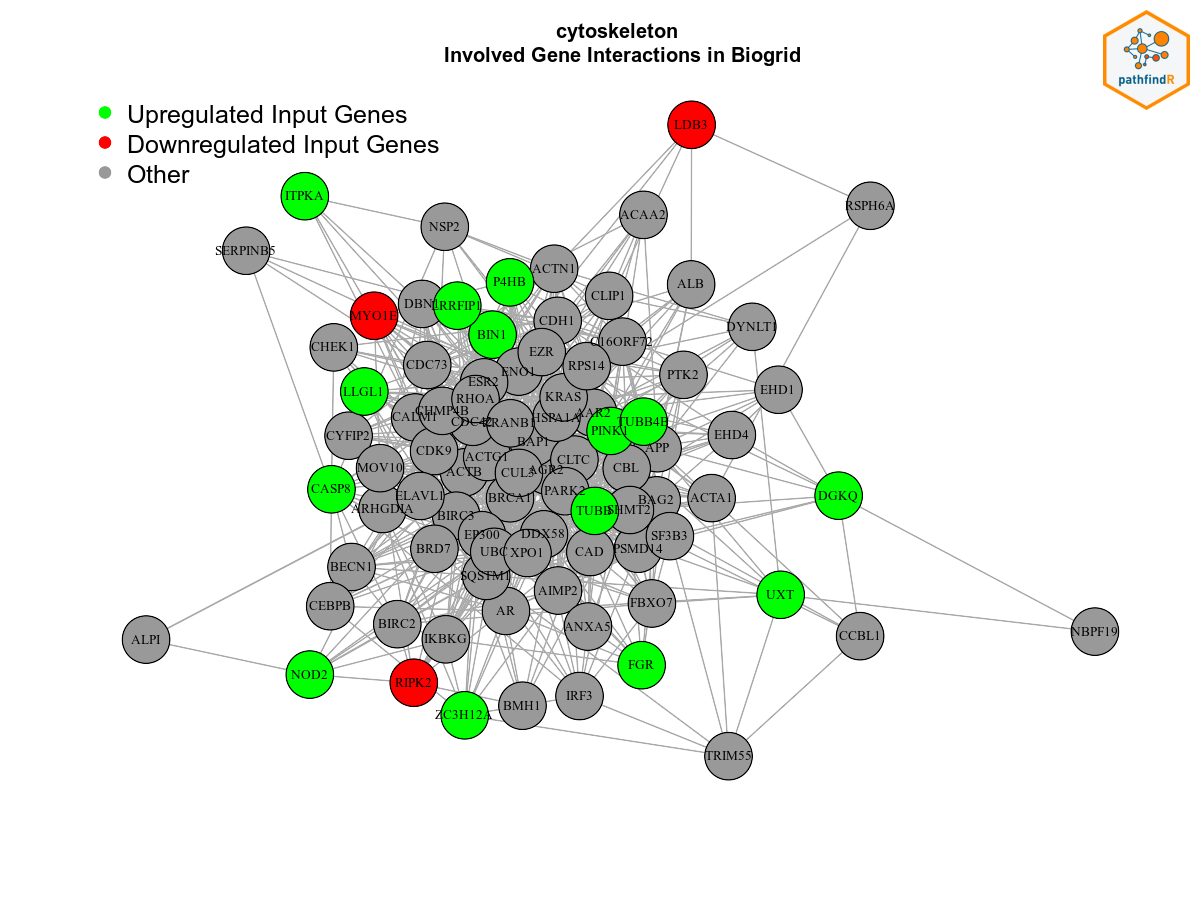 cytoskeleton
Involved Gene Interactions in Biogrid
pathfindR
Upregulated Input Genes
Downregulated Input Genes
Other
LDB3
ITPKA
RSPH6A
ACAA2
NSP2
SERPINB5
ACTN1
P4HB
ALB
CLIP1
DBN1
LRRFIP1
MYO1F
CDH1
DYNLT1
BIN1
C16ORF72
CHEK1
EZR
CDC73
RPS14
ENO1
PTK2
ESR2
EHD1
LLGL1
RHOA
KRAS
CHMP4B
CALM1
AAR2
HSPA1A
CDC42
TUBB4B
RANBP1
PINK1
CYFIP2
EHD4
BAP1
APP
CDK9
ACTG1
CLTC
MOV10
CBL
AGR2
ACTB
CUL3
CASP8
PARK2
ELAVL1
DGKQ
BRCA1
BAG2
ACTA1
ARHGDIA
TUBB
SHMT2
BIRC3
EP300
DDX58
SF3B3
BRD7
PSMD14
UBC
XPO1
CAD
BECN1
SQSTM1
AIMP2
UXT
FBXO7
CEBPB
AR
BIRC2
ANXA5
NBPF19
CCBL1
ALPI
IKBKG
FGR
NOD2
RIPK2
IRF3
BMH1
ZC3H12A
TRIM55